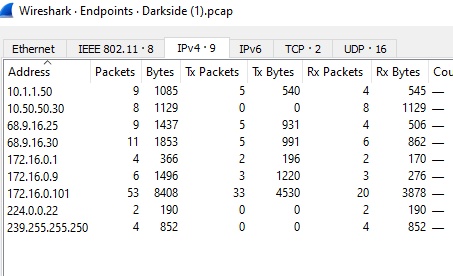 Wireshark · Endpoints · Darkside (1).pcap
Ethernet IEEE 802.11 · 8 IPv4 · 9 IPv6 TCP · 2 UDP · 16
Address Packets Bytes Tx Packets Tx Bytes Rx Packets Rx Bytes Cou
10.1.1.50 9 1085 5 540 4 545 —
10.50.50.30 8 1129 0 0 8 1129 —
68.9.16.25 9 1437 5 931 4 506 —
68.9.16.30 11 1853 5 991 6 862 —
172.16.0.1 4 366 2 196 2 170 —
172.16.0.9 6 1496 3 1220 3 276 —
172.16.0.101 53 8408 33 4530 20 3878 —
224.0.0.22 2 190 0 0 2 190 —
239.255.255.250 4 852 0 0 4 852 —